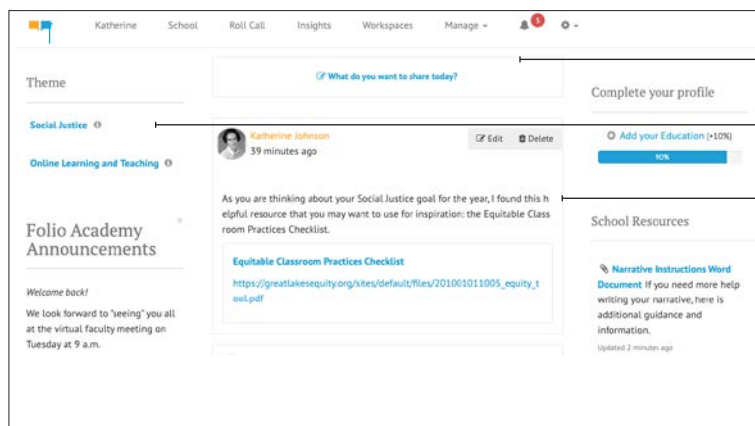 Katherine School Roll Call Insights Workspaces Manage 5
Theme
Social Justice
Online Learning and Teaching
Folio Academy
Announcements
Welcome back!
We look forward to "seeing" you all
at the virtual faculty meeting on
Tuesday at 9 a.m.
What do you want to share today?
Katherine Johnson
39 minutes ago
Edit Delete
As you are thinking about your Social Justice goal for the year, I found this h
elpful resource that you may want to use for inspiration: the Equitable Class
room Practices Checklist.
Equitable Classroom Practices Checklist
https://greatlakesequity.org/sites/default/files/201001011005_equity_t
ool.pdf
Complete your profile
Add your Education (+10%)
90%
School Resources
Narrative Instructions Word
Document If you need more help
writing your narrative, here is
additional guidance and
information.
Updated 2 minutes ago